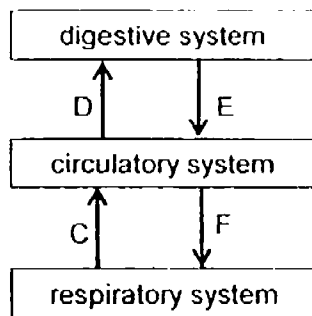 digestive system
D E
circulatory system
C F
respiratory system